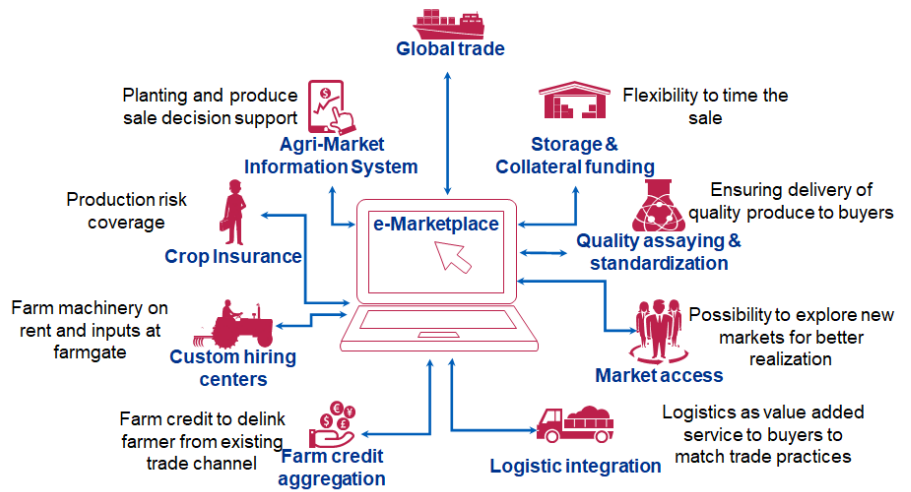 Global trade
Planting and produce
sale decision support
Agri-Market
Information System
Flexibility to time the
sale
Storage &
Collateral funding
Production risk
coverage
Crop Insurance
e-Marketplace
Ensuring delivery of
quality produce to buyers
Quality assaying &
standardization
Farm machinery on
rent and inputs at
farmgate
Custom hiring
centers
Possibility to explore new
markets for better
realization
Market access
Farm credit to delink
farmer from existing
trade channel
Farm credit
aggregation
Logistic integration
Logistics as value added
service to buyers to
match trade practices